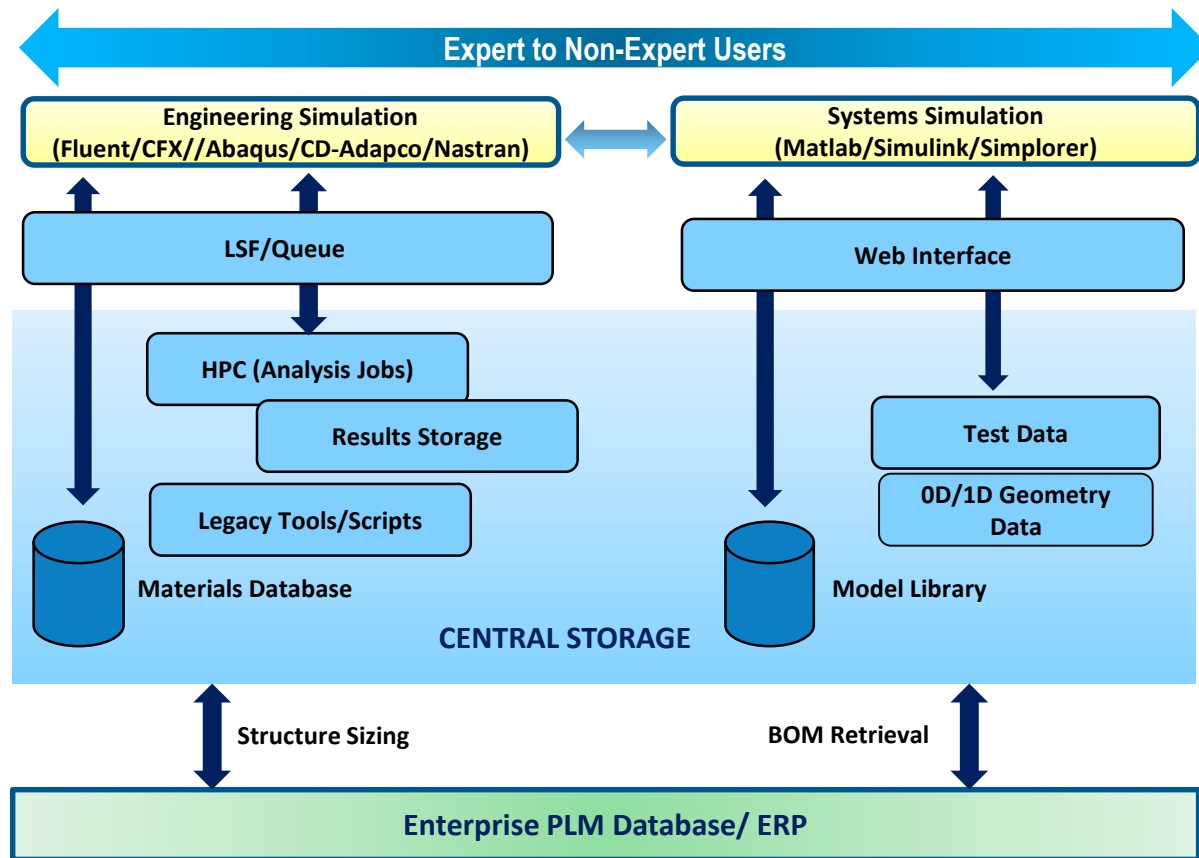 Expert to Non-Expert Users
Engineering Simulation
(Fluent/CFX//Abaqus/CD-Adapco/Nastran)
Systems Simulation
(Matlab/Simulink/Simplorer)
LSF/Queue
Web Interface
HPC (Analysis Jobs)
Results Storage
Test Data
Legacy Tools/Scripts
0D/1D Geometry
Data
Materials Database
Model Library
CENTRAL STORAGE
Structure Sizing
BOM Retrieval
Enterprise PLM Database/ ERP